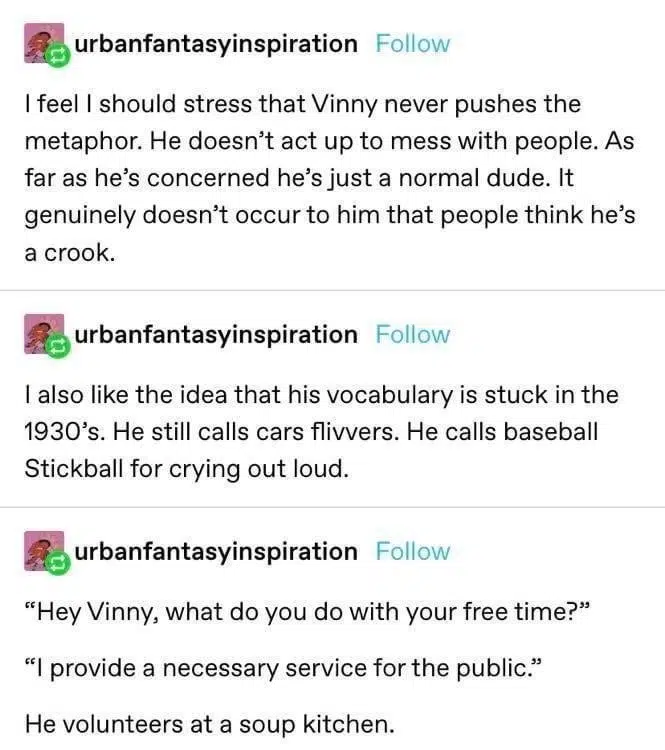 urbanfantasyinspiration Follow
I feel I should stress that Vinny never pushes the
metaphor. He doesn’t act up to mess with people. As
far as he’s concerned he’s just a normal dude. It
genuinely doesn’t occur to him that people think he’s
a crook.
urbanfantasyinspiration Follow
I also like the idea that his vocabulary is stuck in the
1930’s. He still calls cars flivvers. He calls baseball
Stickball for crying out loud.
urbanfantasyinspiration Follow
“Hey Vinny, what do you do with your free time?”
“I provide a necessary service for the public.”
He volunteers at a soup kitchen.